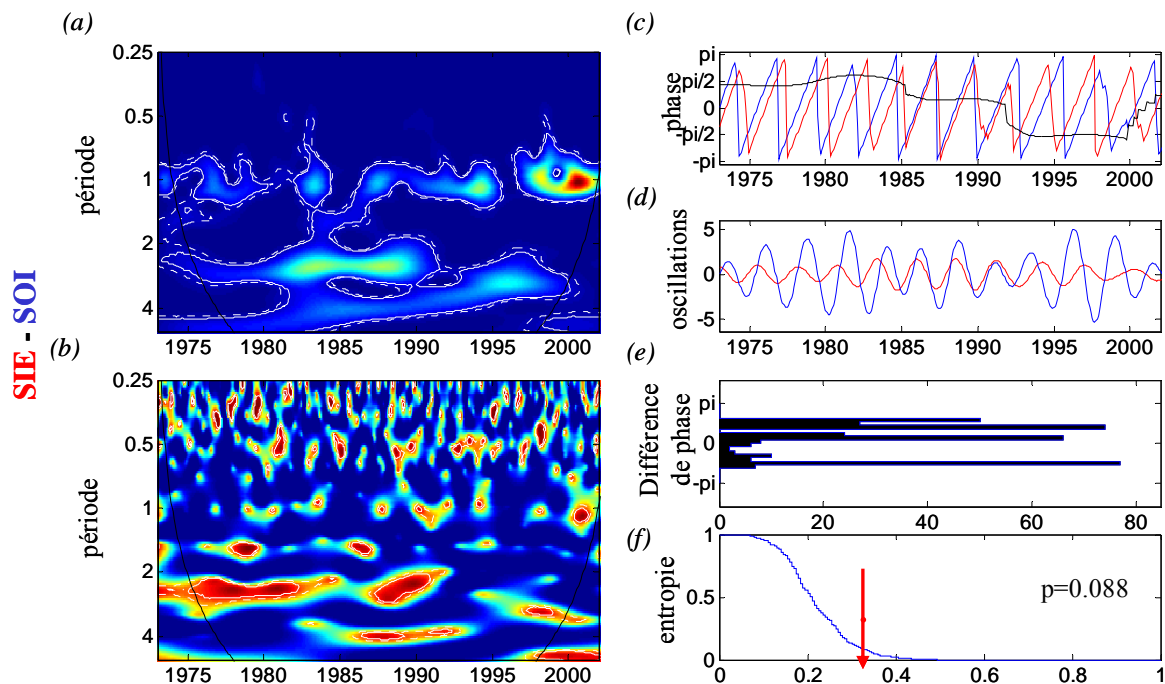 SIE - SOI
(a)
période
0.25
0.5
1
2
4
1975 1980 1985 1990 1995 2000
(b)
période
0.25
0.5
1
2
4
1975 1980 1985 1990 1995 2000
(c)
phase
pi
pi/2
0
-pi/2
-pi
1975 1980 1985 1990 1995 2000
(d)
oscillations
5
0
-5
1975 1980 1985 1990 1995 2000
(e)
Différence
de phase
pi
0
-pi
0 20 40 60 80
(f)
entropie
1
0.5
0
p=0.088
0 0.2 0.4 0.6 0.8 1